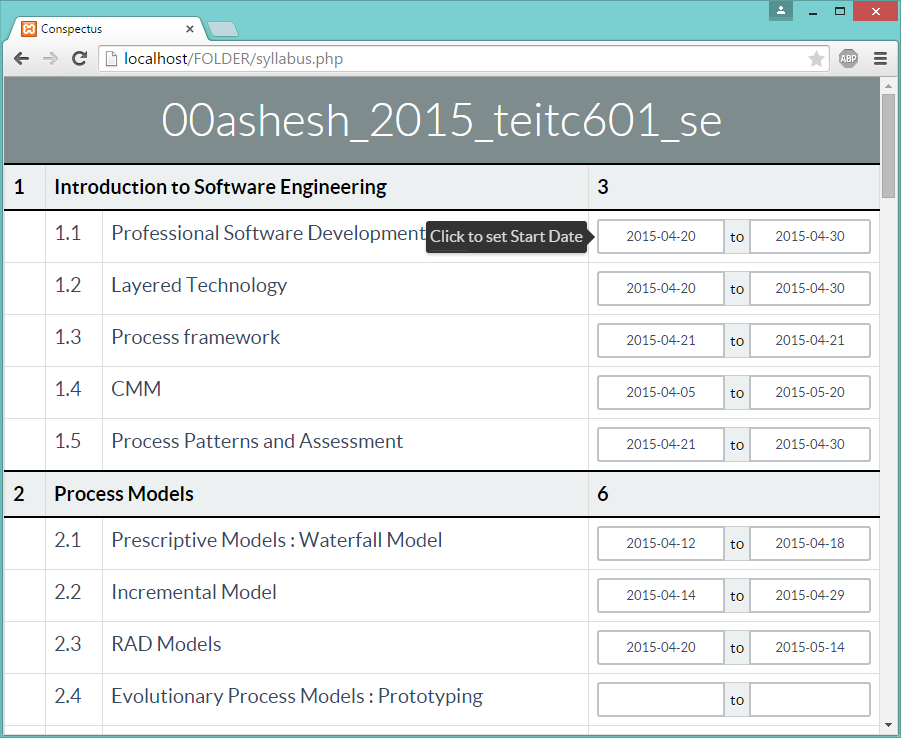 Conspectus
localhost/FOLDER/syllabus.php
ABP
00ashesh_2015_teitc601_se
1 Introduction to Software Engineering 3
1.1 Professional Software Development Click to set Start Date 2015-04-20 to 2015-04-30
1.2 Layered Technology 2015-04-20 to 2015-04-30
1.3 Process framework 2015-04-21 to 2015-04-21
1.4 CMM 2015-04-05 to 2015-05-20
1.5 Process Patterns and Assessment 2015-04-21 to 2015-04-30
2 Process Models 6
2.1 Prescriptive Models : Waterfall Model 2015-04-12 to 2015-04-18
2.2 Incremental Model 2015-04-14 to 2015-04-29
2.3 RAD Models 2015-04-20 to 2015-05-14
2.4 Evolutionary Process Models : Prototyping to